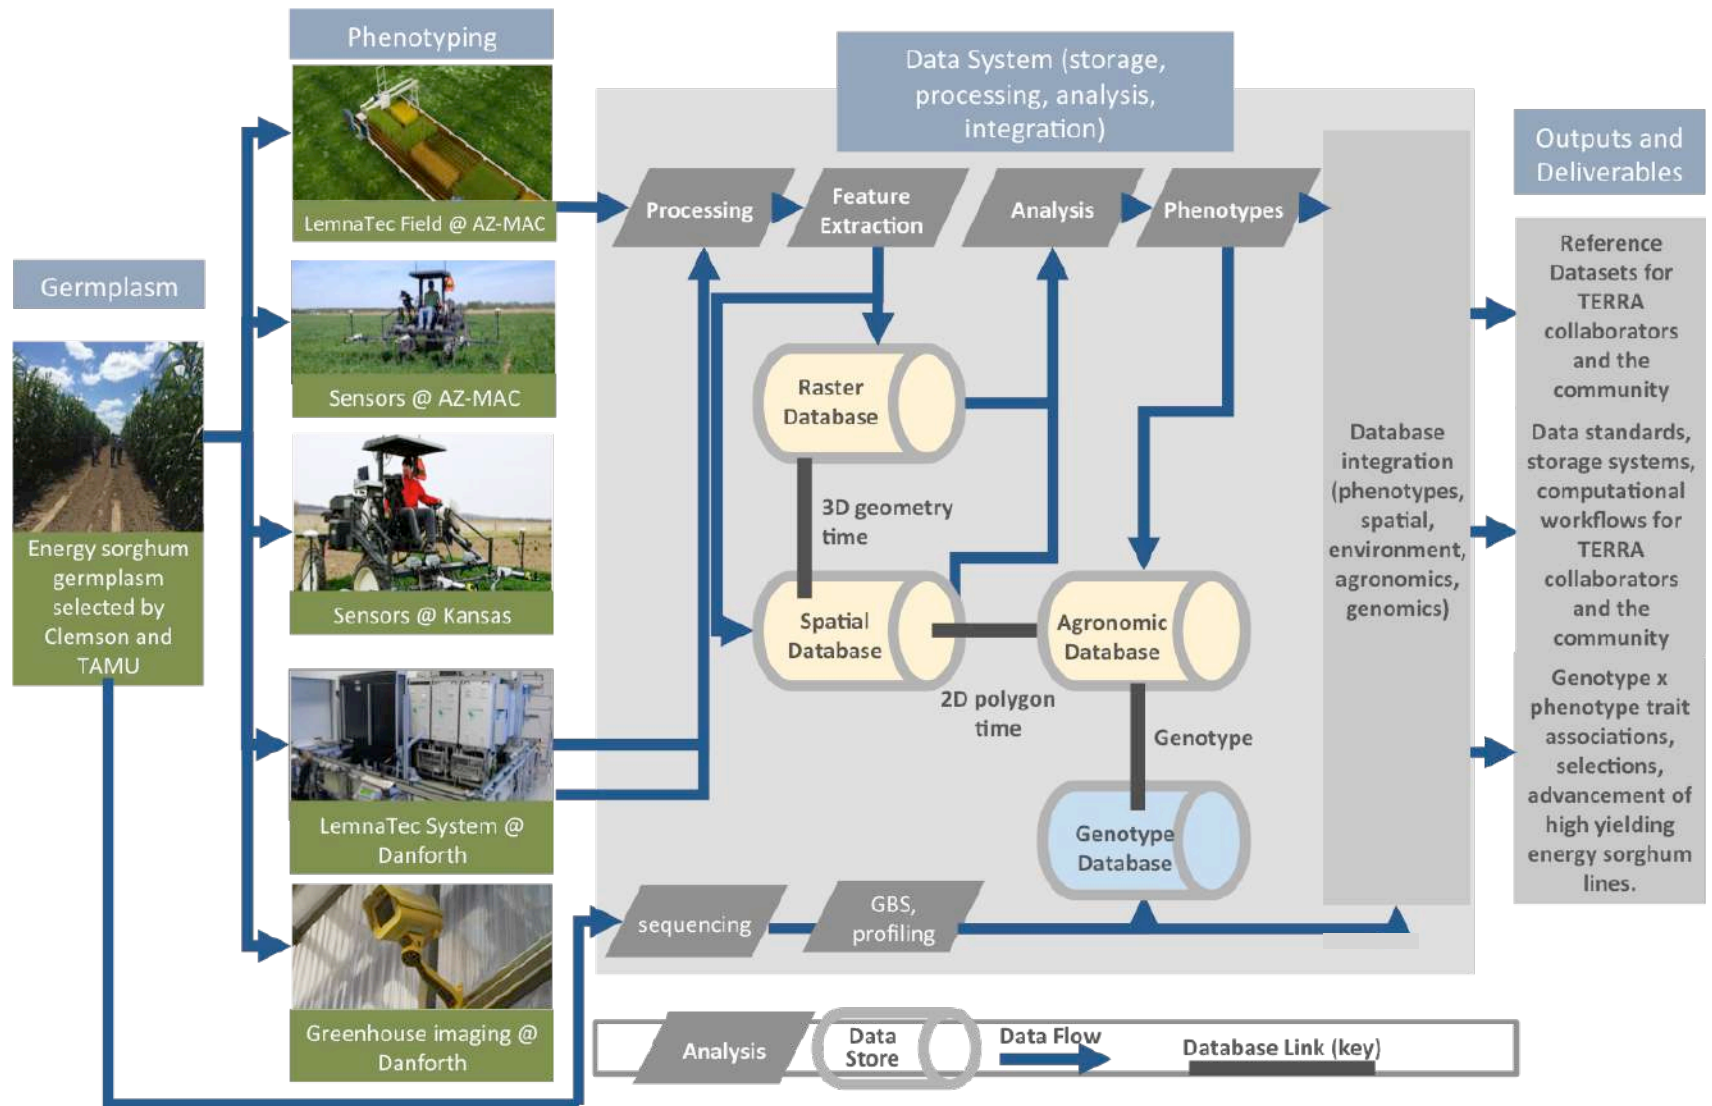 Phenotyping
LemnaTec Field @ AZ-MAC
Sensors @ AZ-MAC
Sensors @ Kansas
LemnaTec System @
Danforth
Greenhouse imaging @
Danforth
Germplasm
Energy sorghum
germplasm
selected by
Clemson and
TAMU
Data System (storage,
processing, analysis,
integration)
Processing
Feature
Extraction
Analysis
Phenotypes
Raster
Database
3D geometry
time
Spatial
Database
2D polygon
time
Agronomic
Database
Genotype
Genotype
Database
sequencing
GBS,
profiling
Database
integration
(phenotypes,
spatial,
environment,
agronomics,
genomics)
Outputs and
Deliverables
Reference
Datasets for
TERRA
collaborators
and the
community
Data standards,
storage systems,
computational
workflows for
TERRA
collaborators
and the
community
Genotype x
phenotype trait
associations,
selections,
advancement of
high yielding
energy sorghum
lines.
Analysis
Data
Store
Data Flow
Database Link (key)